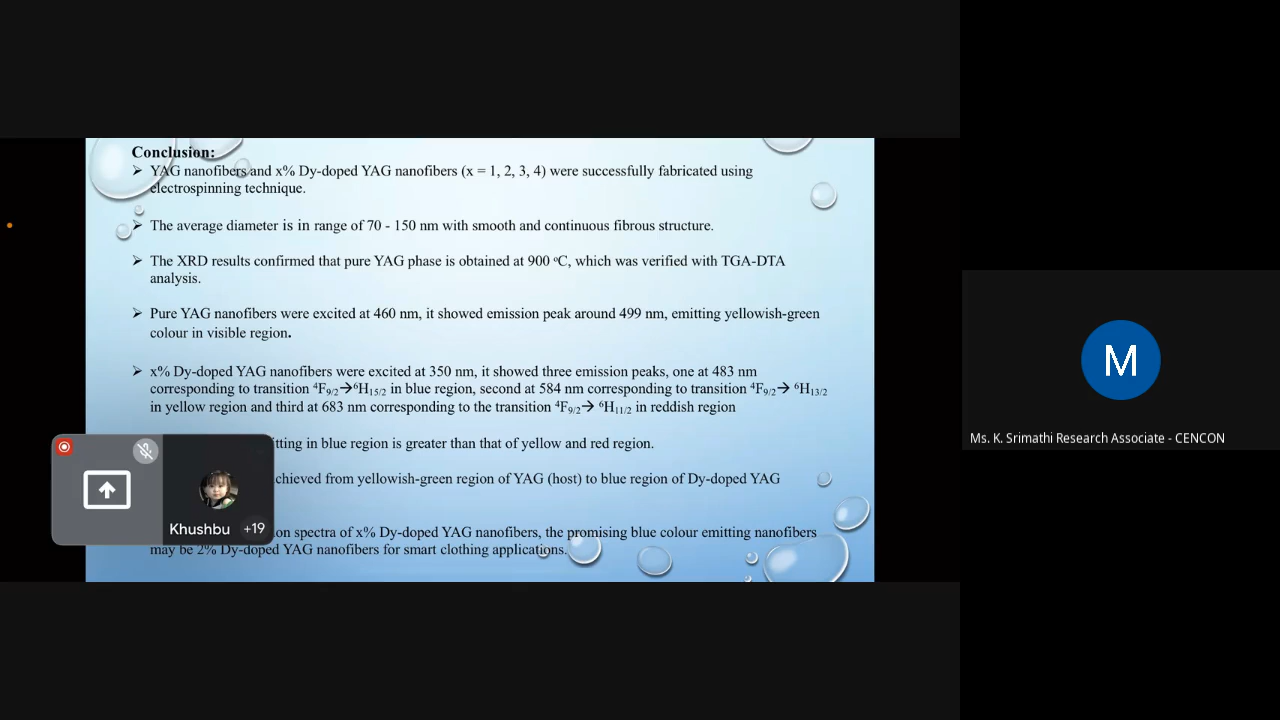 Conclusion:
➢ YAG nanofibers and x% Dy-doped YAG nanofibers (x = 1, 2, 3, 4) were successfully fabricated using
electrospinning technique.
➢ The average diameter is in range of 70 - 150 nm with smooth and continuous fibrous structure.
➢ The XRD results confirmed that pure YAG phase is obtained at 900 ᵒC, which was verified with TGA-DTA
analysis.
➢ Pure YAG nanofibers were excited at 460 nm, it showed emission peak around 499 nm, emitting yellowish-green
colour in visible region.
➢ x% Dy-doped YAG nanofibers were excited at 350 nm, it showed three emission peaks, one at 483 nm
corresponding to transition ⁴F₉/₂→⁶H₁₅/₂ in blue region, second at 584 nm corresponding to transition ⁴F₉/₂→ ⁶H₁₃/₂
in yellow region and third at 683 nm corresponding to the transition ⁴F₉/₂→ ⁶H₁₁/₂ in reddish region
in blue region is greater than that of yellow and red region.
from yellowish-green region of YAG (host) to blue region of Dy-doped YAG
spectra of x% Dy-doped YAG nanofibers, the promising blue colour emitting nanofibers
may be 2% Dy-doped YAG nanofibers for smart clothing applications.
Khushbu +19
M
Ms. K. Srimathi Research Associate - CENCON